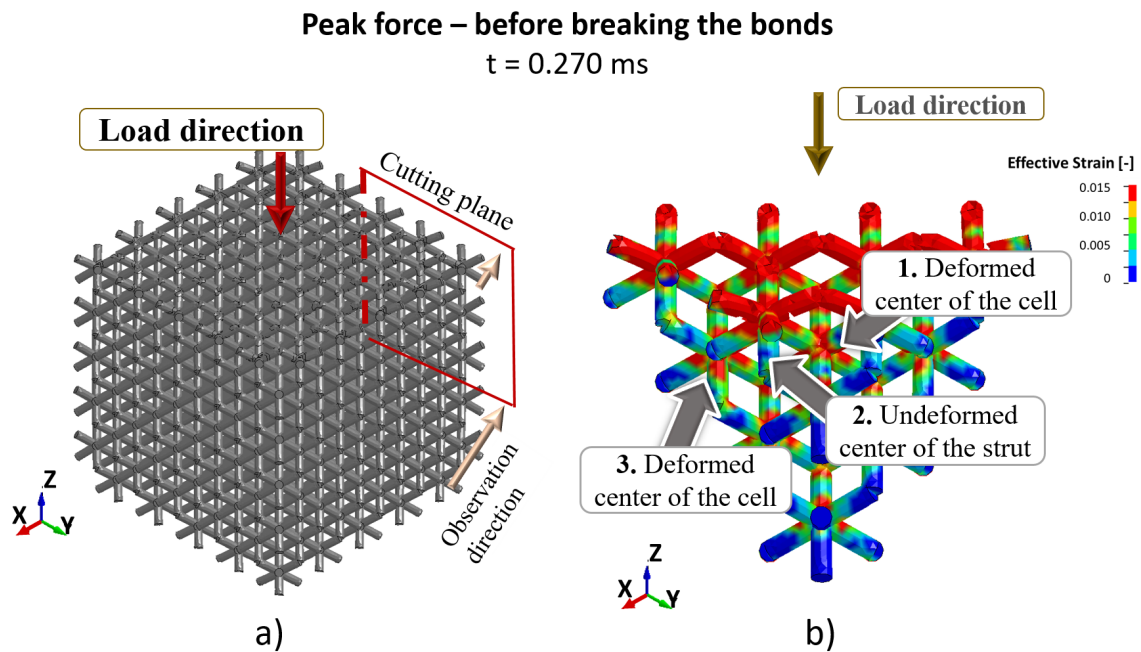 Peak force – before breaking the bonds
t = 0.270 ms
Load direction
Cutting plane
Observation
direction
Z
X
Y
a)
Load direction
Effective Strain [-]
0.015
0.010
0.005
0
1. Deformed
center of the cell
2. Undeformed
center of the strut
3. Deformed
center of the cell
Z
X
Y
b)